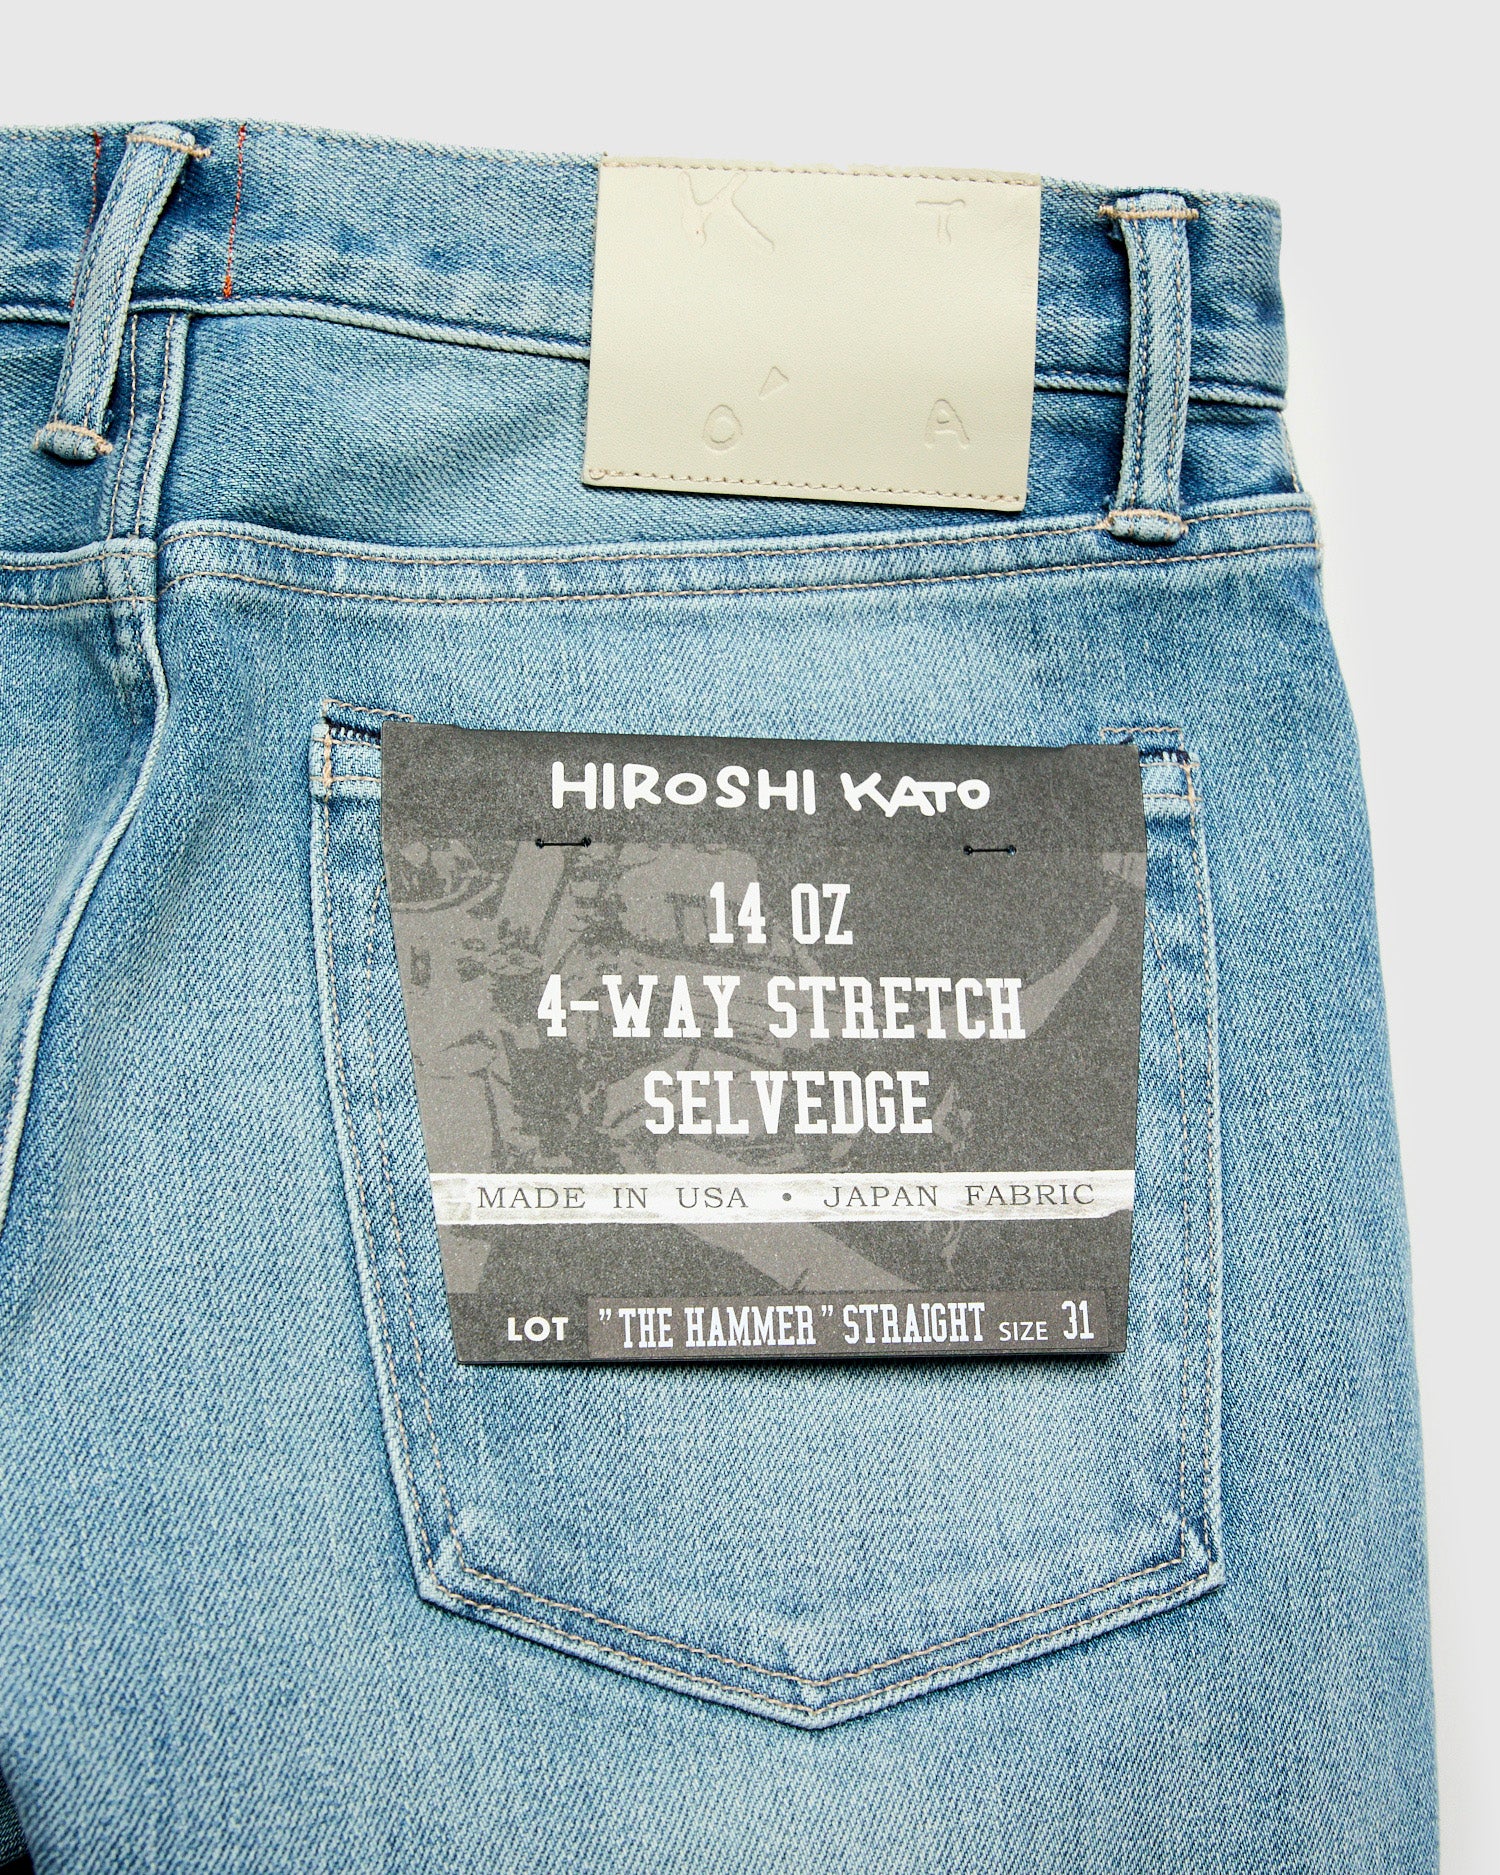 K T
O A
HIROSHI KATO
14 OZ
4-WAY STRETCH
SELVEDGE
MADE IN USA • JAPAN FABRIC
LOT "THE HAMMER" STRAIGHT SIZE 31